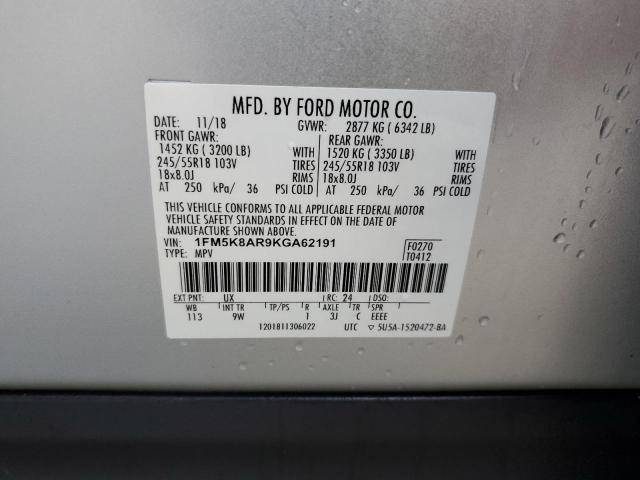 MFD. BY FORD MOTOR CO.
DATE: 11/18 GVWR: 2877 KG ( 6342 LB)
FRONT GAWR: REAR GAWR:
1452 KG ( 3200 LB) WITH 1520 KG ( 3350 LB) WITH
245/55R18 103V TIRES 245/55R18 103V TIRES
18x8.0J RIMS 18x8.0J RIMS
AT 250 kPa/ 36 PSI COLD AT 250 kPa/ 36 PSI COLD
THIS VEHICLE CONFORMS TO ALL APPLICABLE FEDERAL MOTOR
VEHICLE SAFETY STANDARDS IN EFFECT ON THE DATE OF
MANUFACTURE SHOWN ABOVE.
VIN: 1FM5K8AR9KGA62191 F0270
TYPE: MPV T0412
EXT PNT: UX RC: 24 DSO:
WB INT TR TP/PS R AXLE TR SPR
113 9W 1 3J C EEEE
1201811306022 UTC ▽ 5U5A-1520472-BA